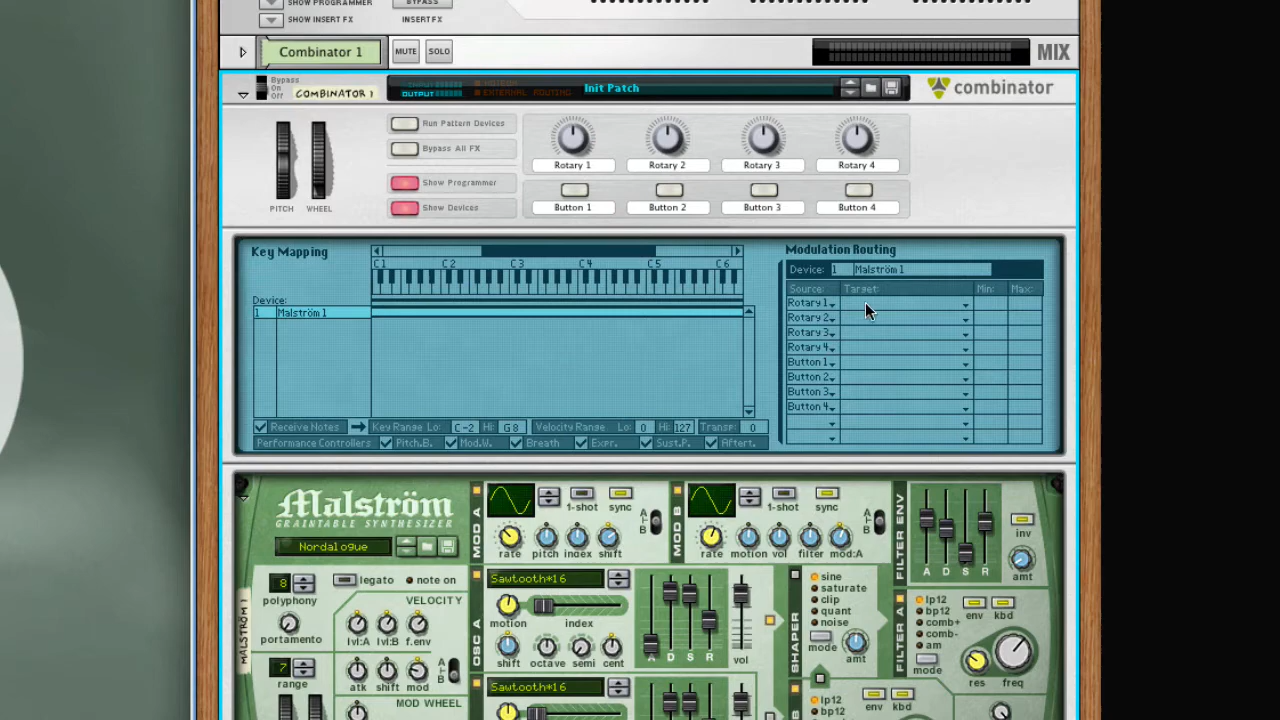 SHOW PROGRAMMER BYPASS
SHOW INSERT FX INSERT FX
Combinator 1 MUTE SOLO MIX
Bypass
On
Off
COMBINATOR 1
INPUT
OUTPUT
EXTERNAL ROUTING
Init Patch
combinator
Run Pattern Devices
Bypass All FX
Show Programmer
Show Devices
Rotary 1 Rotary 2 Rotary 3 Rotary 4
Button 1 Button 2 Button 3 Button 4
PITCH WHEEL
Key Mapping
C1 C2 C3 C4 C5 C6
Device:
1 Malström 1
Receive Notes Key Range Lo: C-2 Hi: G8 Velocity Range Lo: 0 Hi: 127 Transp: 0
Performance Controllers Pitch.B. Mod.W. Breath Expr. Sust.P. Aftert.
Modulation Routing
Device: 1 Malström 1
Source: Target: Min: Max:
Rotary 1
Rotary 2
Rotary 3
Rotary 4
Button 1
Button 2
Button 3
Button 4
Malström
GRAINTABLE SYNTHESIZER
Nordalogue
MALSTRÖM 1
8 legato note on
polyphony
VELOCITY
portamento lvl:A lvl:B f.env
7
range atk shift mod
A
B
MOD WHEEL
MOD A
1-shot sync
rate pitch index shift
A
B
MOD B
1-shot sync
rate motion vol filter mod:A
A
B
FILTER ENV
A D S R
inv
amt
OSC A
Sawtooth*16
motion index
shift octave semi cent
A D S R vol
Sawtooth*16
SHAPER
sine
saturate
clip
quant
noise
mode amt
FILTER A
lp12
bp12
comb+
comb-
am
env kbd
mode
res freq
B
lp12
bp12
env kbd